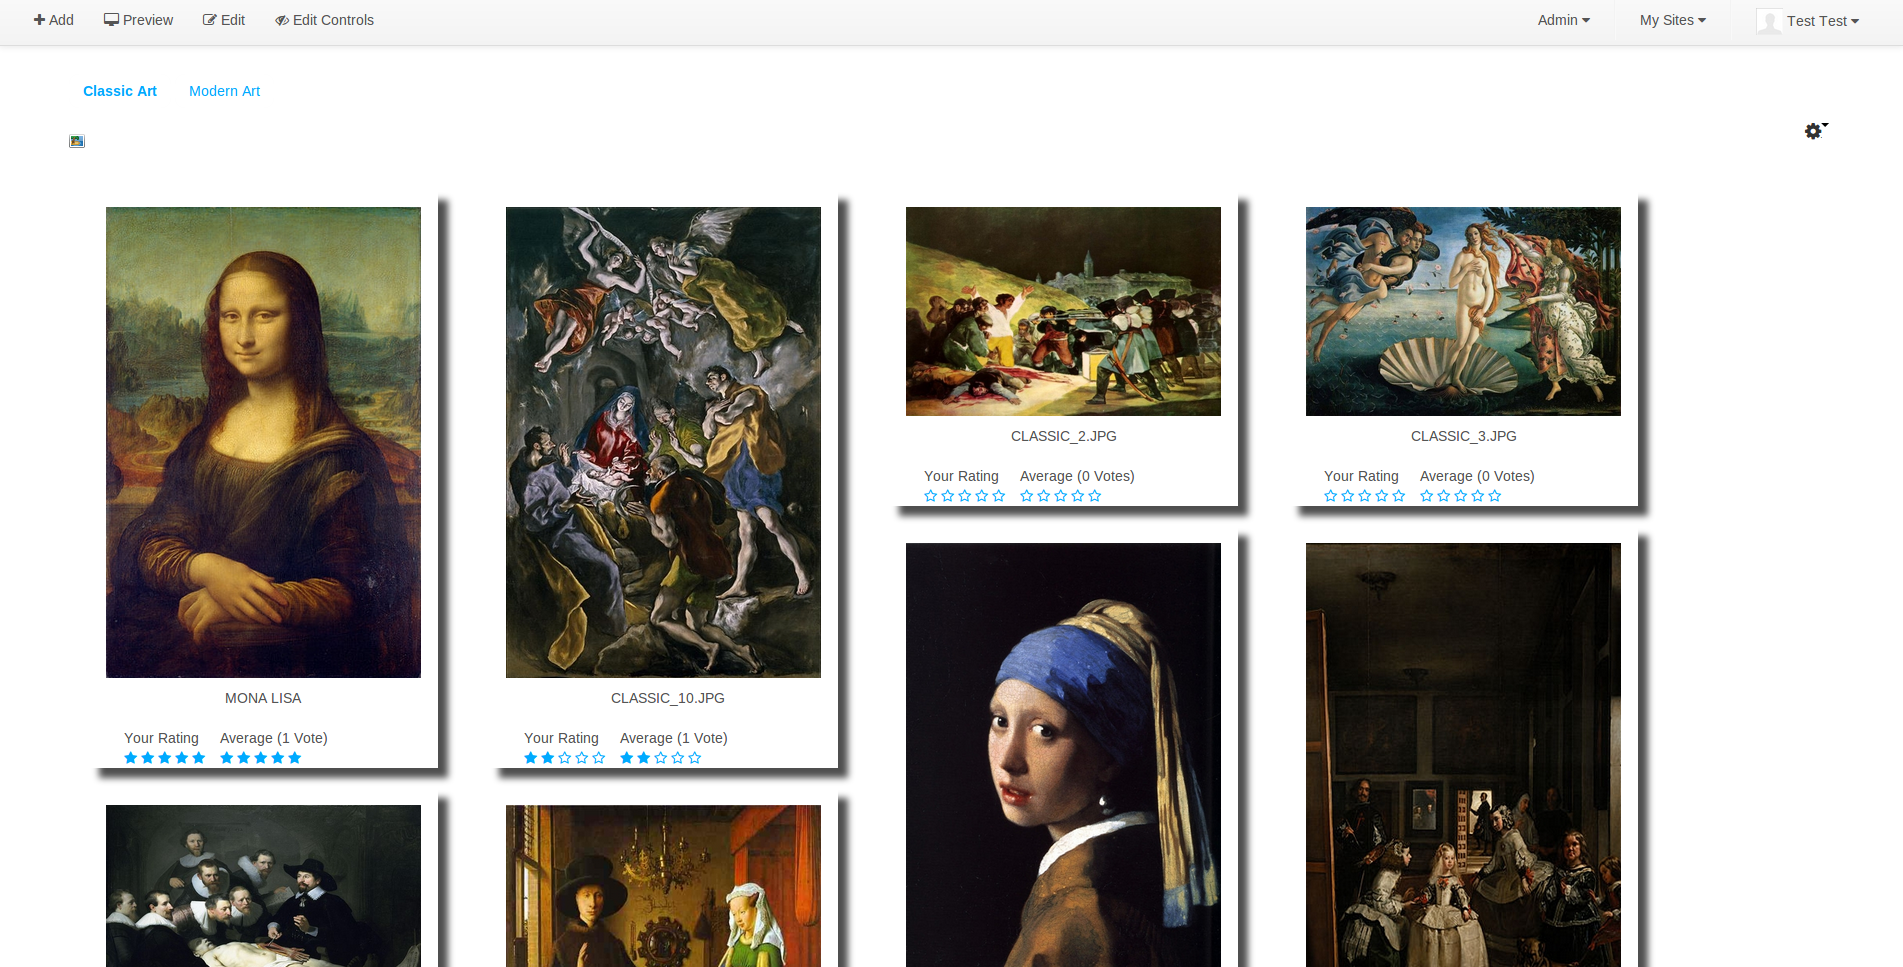 Add Preview Edit Edit Controls Admin My Sites Test Test
Classic Art Modern Art
MONA LISA
Your Rating Average (1 Vote)
CLASSIC_10.JPG
Your Rating Average (1 Vote)
CLASSIC_2.JPG
Your Rating Average (0 Votes)
CLASSIC_3.JPG
Your Rating Average (0 Votes)